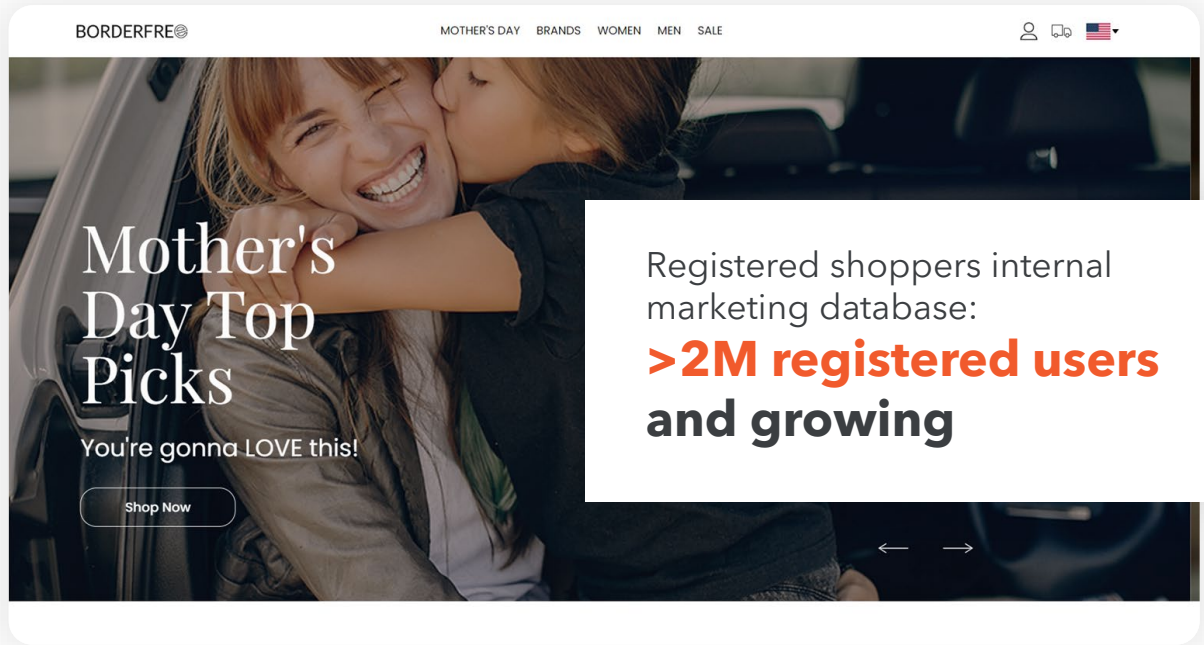 BORDERFREE
MOTHER'S DAY BRANDS WOMEN MEN SALE
Mother's
Day Top
Picks
You're gonna LOVE this!
Shop Now
Registered shoppers internal
marketing database:
>2M registered users
and growing